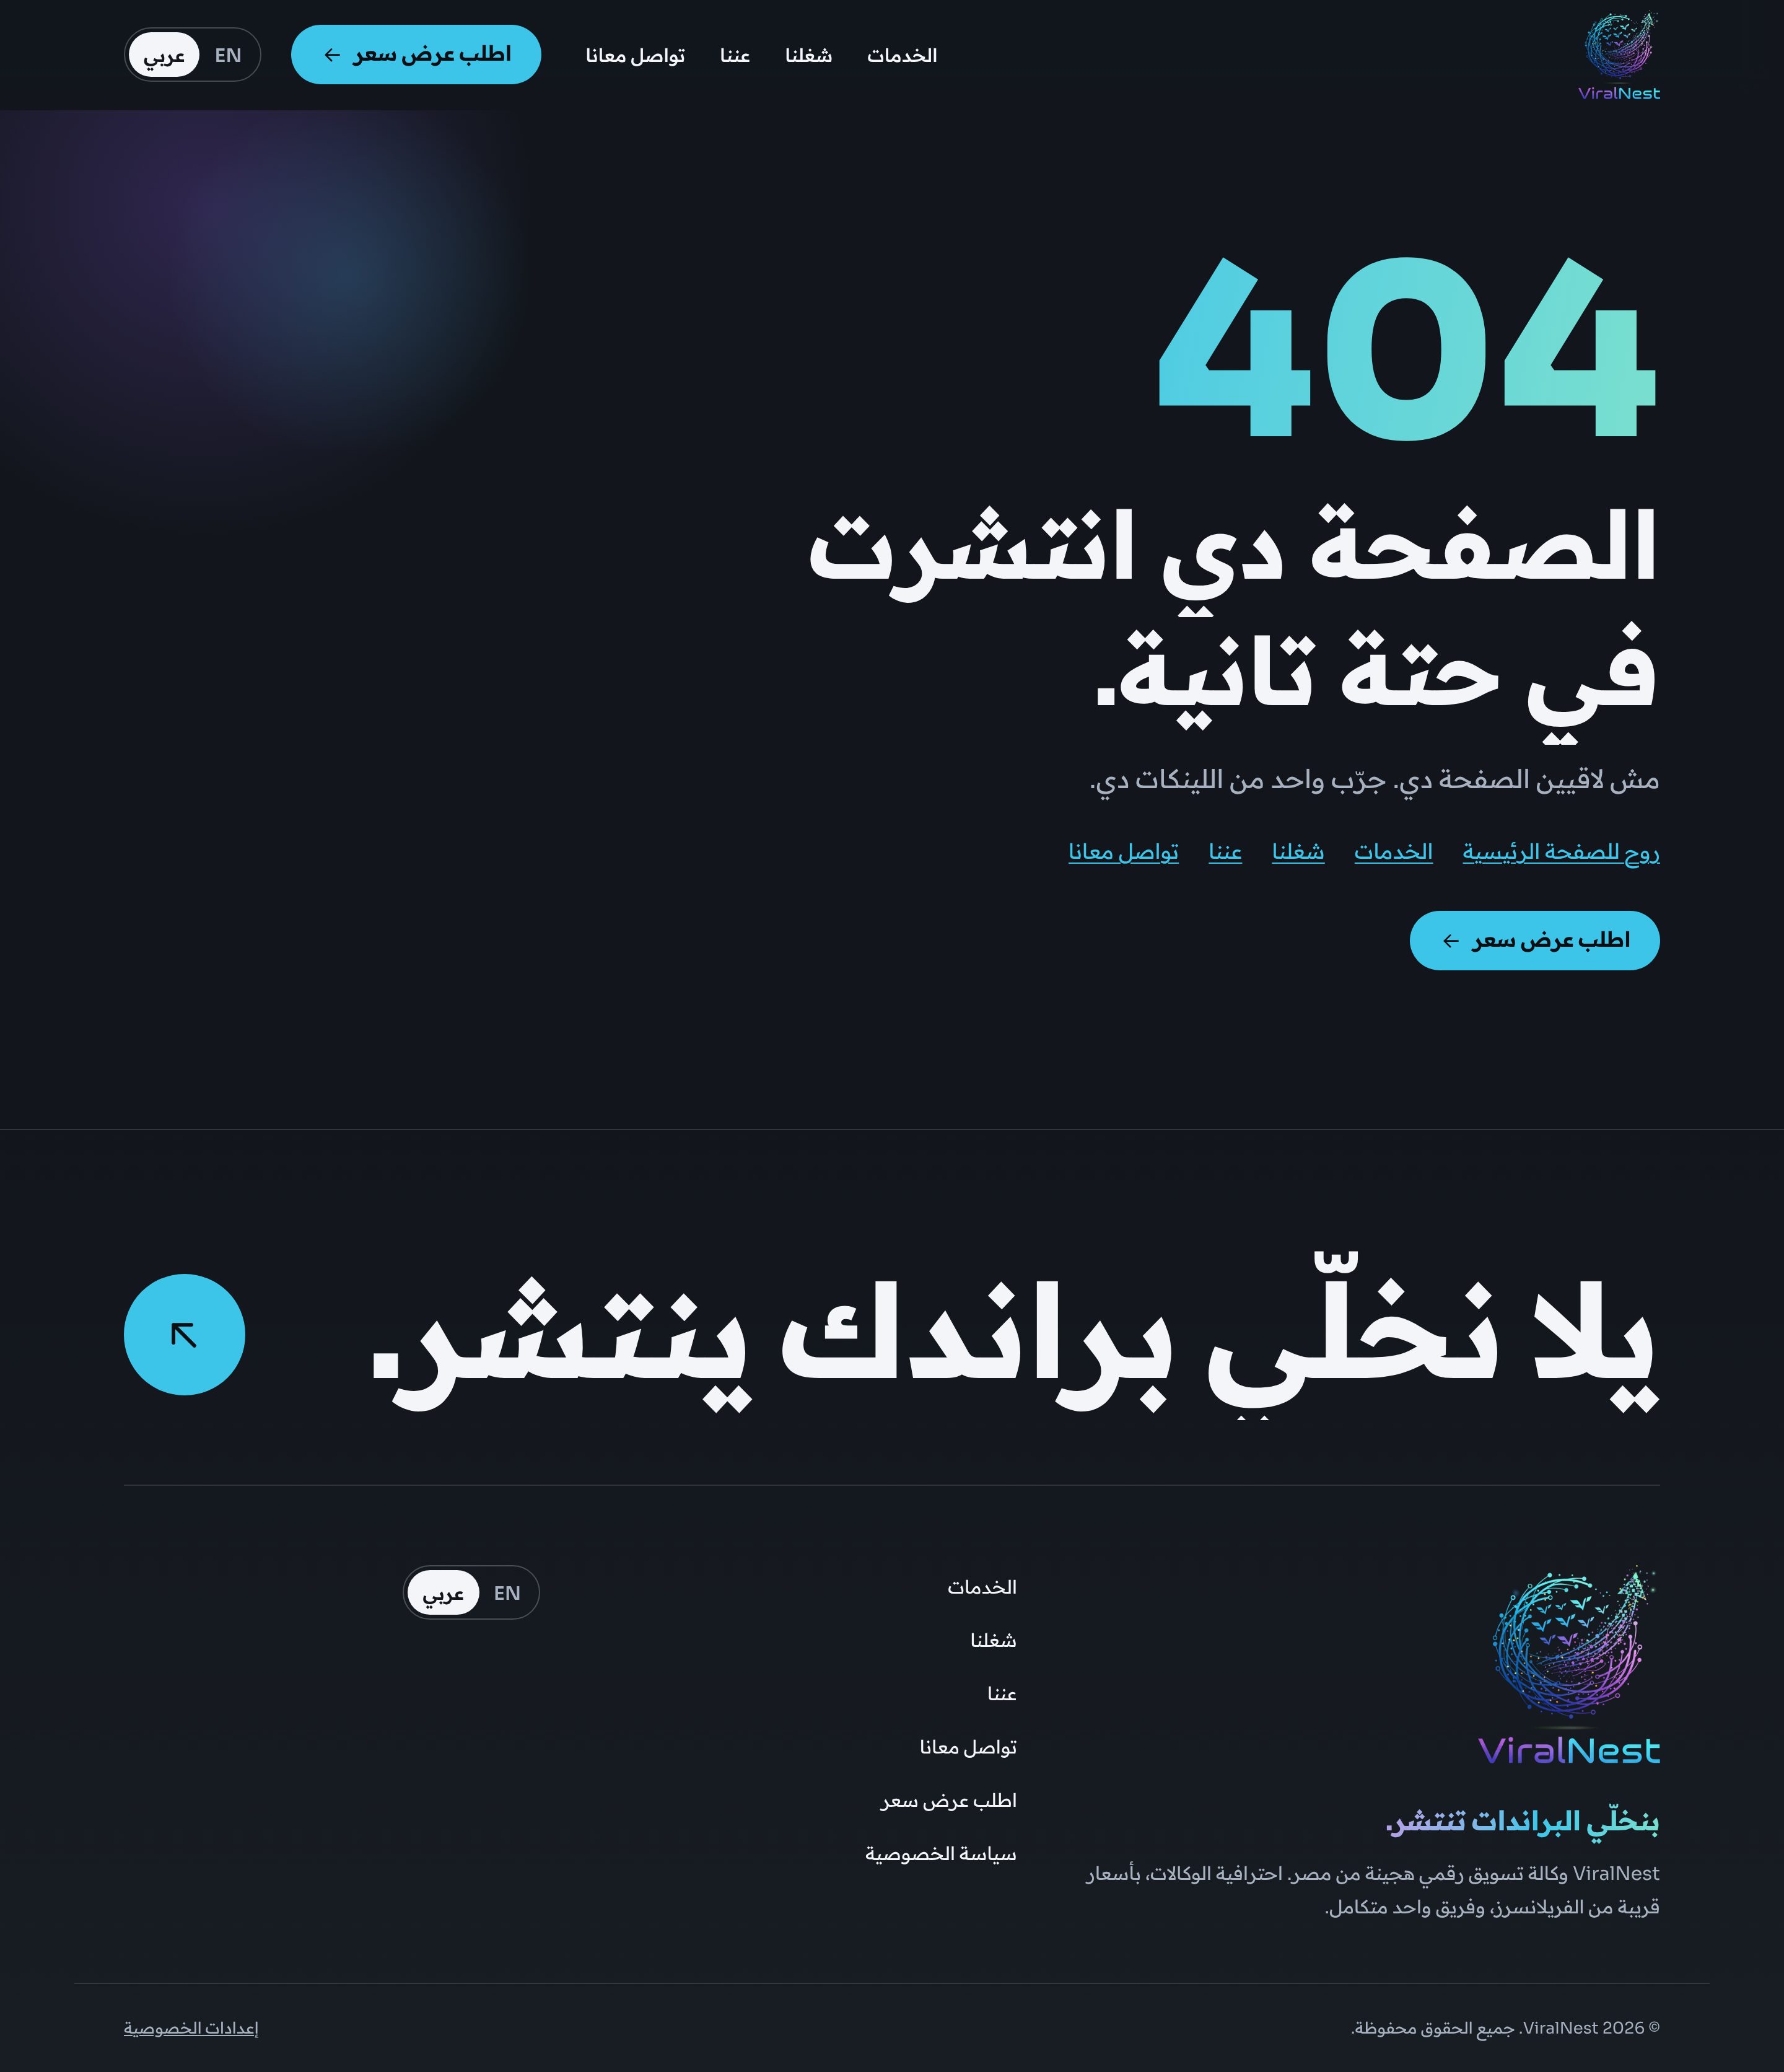 ViralNest
الخدمات
شغلنا
عننا
تواصل معانا
اطلب عرض سعر ←
EN
عربي
404
الصفحة دي انتشرت
في حتة تانية.
مش لاقيين الصفحة دي. جرّب واحد من اللينكات دي.
روح للصفحة الرئيسية
الخدمات
شغلنا
عننا
تواصل معانا
اطلب عرض سعر ←
يلا نخلّي براندك ينتشر.
ViralNest
بنخلّي البراندات تنتشر.
ViralNest وكالة تسويق رقمي هجينة من مصر. احترافية الوكالات، بأسعار
قريبة من الفريلانسرز، وفريق واحد متكامل.
الخدمات
شغلنا
عننا
تواصل معانا
اطلب عرض سعر
سياسة الخصوصية
EN
عربي
© 2026 ViralNest. جميع الحقوق محفوظة.
إعدادات الخصوصية